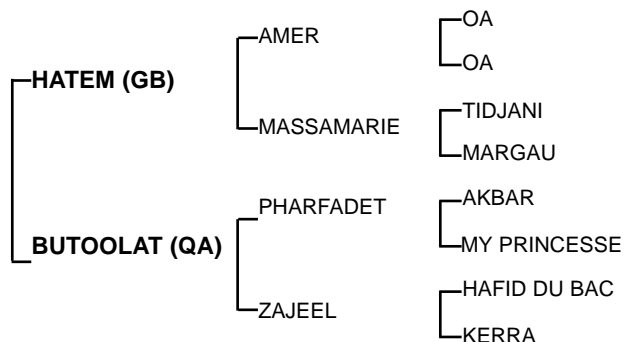 OA
AMER
OA
HATEM (GB)
TIDJANI
MASSAMARIE
MARGAU
AKBAR
PHARFADET
MY PRINCESSE
BUTOOLAT (QA)
HAFID DU BAC
ZAJEEL
KERRA